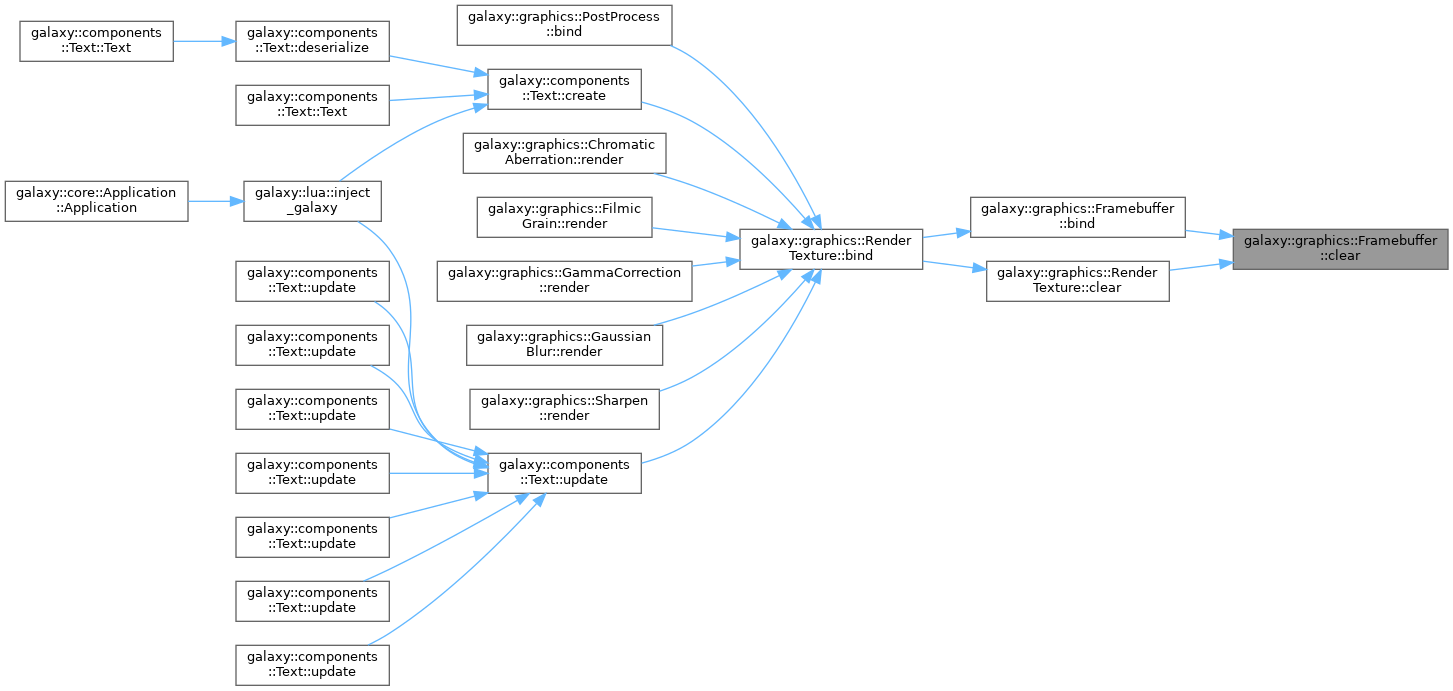 galaxy::components
::Text::Text
galaxy::components
::Text::deserialize
galaxy::components
::Text::Text
galaxy::core::Application
::Application
galaxy::lua::inject
_galaxy
galaxy::components
::Text::update
galaxy::components
::Text::update
galaxy::components
::Text::update
galaxy::components
::Text::update
galaxy::components
::Text::update
galaxy::components
::Text::update
galaxy::components
::Text::update
galaxy::graphics::PostProcess
::bind
galaxy::components
::Text::create
galaxy::graphics::Chromatic
Aberration::render
galaxy::graphics::Filmic
Grain::render
galaxy::graphics::GammaCorrection
::render
galaxy::graphics::Gaussian
Blur::render
galaxy::graphics::Sharpen
::render
galaxy::components
::Text::update
galaxy::graphics::Render
Texture::bind
galaxy::graphics::Framebuffer
::bind
galaxy::graphics::Render
Texture::clear
galaxy::graphics::Framebuffer
::clear